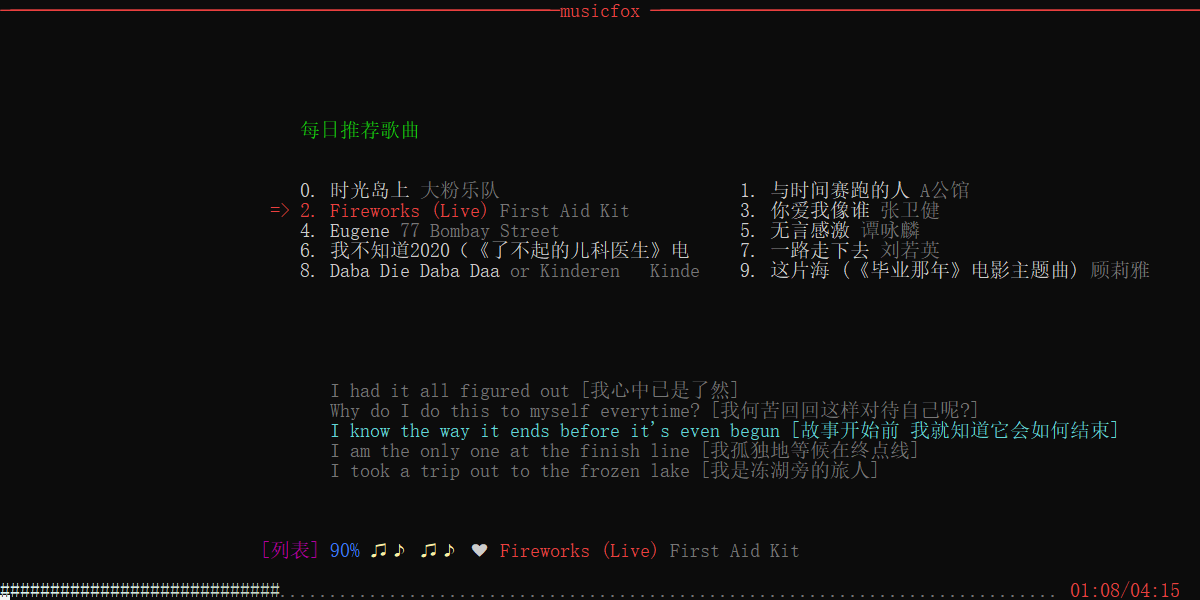 musicfox
每日推荐歌曲
0. 时光岛上 大粉乐队 1. 与时间赛跑的人 A公馆
=> 2. Fireworks (Live) First Aid Kit 3. 你爱我像谁 张卫健
4. Eugene 77 Bombay Street 5. 无言感激 谭咏麟
6. 我不知道2020 (《了不起的儿科医生》电 7. 一路走下去 刘若英
8. Daba Die Daba Daa or Kinderen Kinde 9. 这片海 (《毕业那年》电影主题曲) 顾莉雅
I had it all figured out [我心中已是了然]
Why do I do this to myself everytime? [我何苦回回这样对待自己呢?]
I know the way it ends before it's even begun [故事开始前 我就知道它会如何结束]
I am the only one at the finish line [我孤独地等候在终点线]
I took a trip out to the frozen lake [我是冻湖旁的旅人]
[列表] 90% ♫ ♪ ♫ ♪ ♥ Fireworks (Live) First Aid Kit
############################.............................................................................. 01:08/04:15